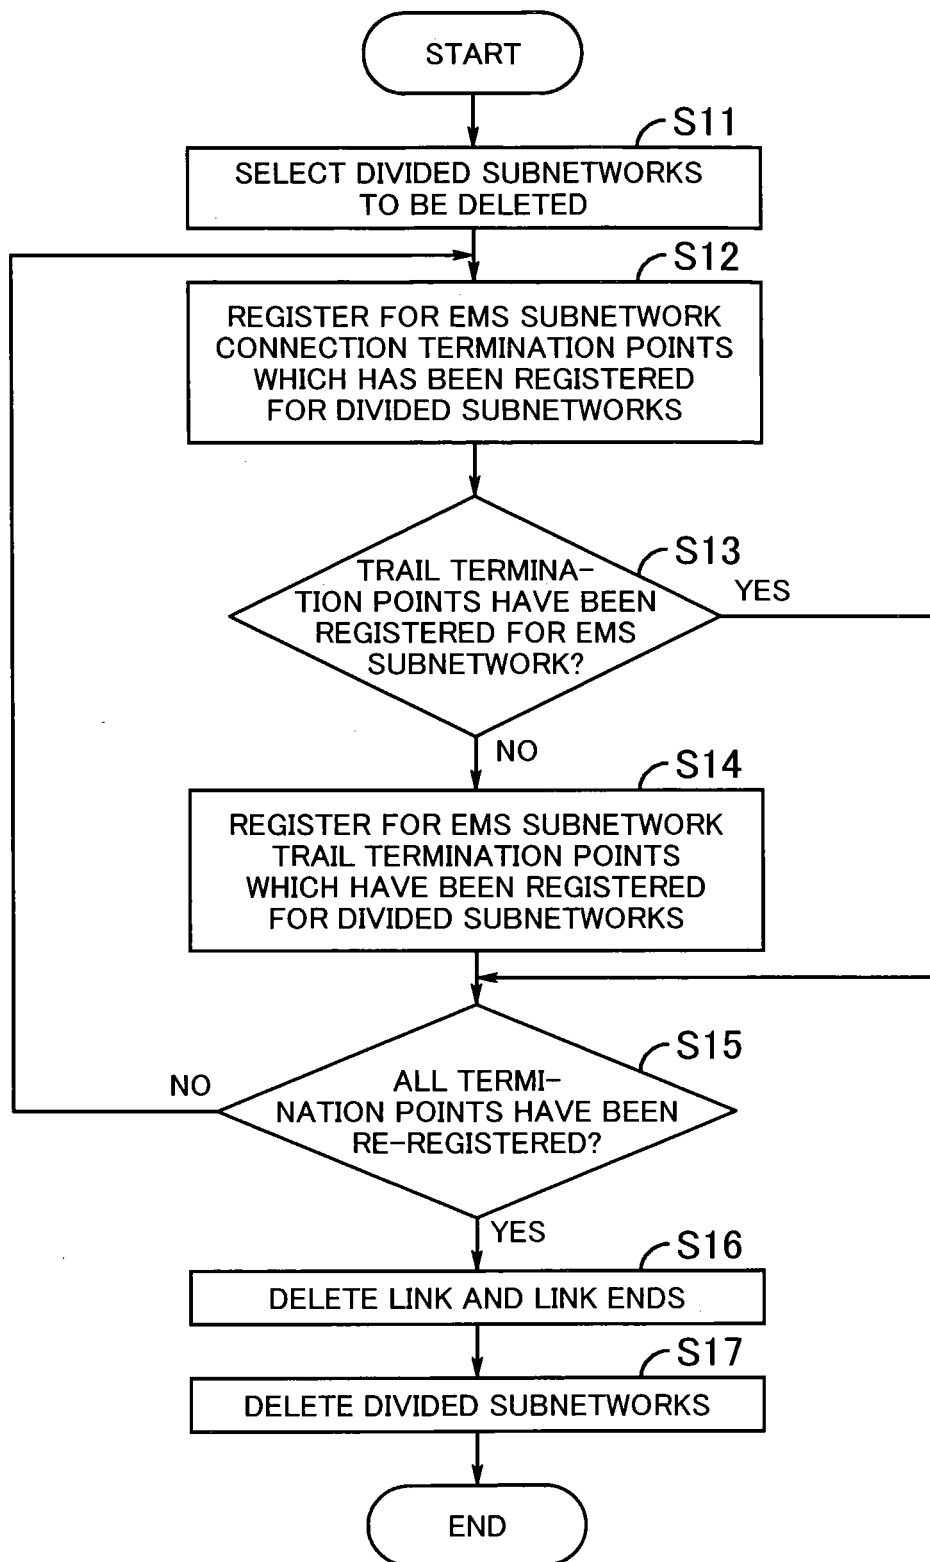 START
S11
SELECT DIVIDED SUBNETWORKS
TO BE DELETED
S12
REGISTER FOR EMS SUBNETWORK
CONNECTION TERMINATION POINTS
WHICH HAS BEEN REGISTERED
FOR DIVIDED SUBNETWORKS
S13
TRAIL TERMINA-
TION POINTS HAVE BEEN
REGISTERED FOR EMS
SUBNETWORK?
YES
NO
S14
REGISTER FOR EMS SUBNETWORK
TRAIL TERMINATION POINTS
WHICH HAVE BEEN REGISTERED
FOR DIVIDED SUBNETWORKS
S15
NO
ALL TERMI-
NATION POINTS HAVE BEEN
RE-REGISTERED?
YES
S16
DELETE LINK AND LINK ENDS
S17
DELETE DIVIDED SUBNETWORKS
END